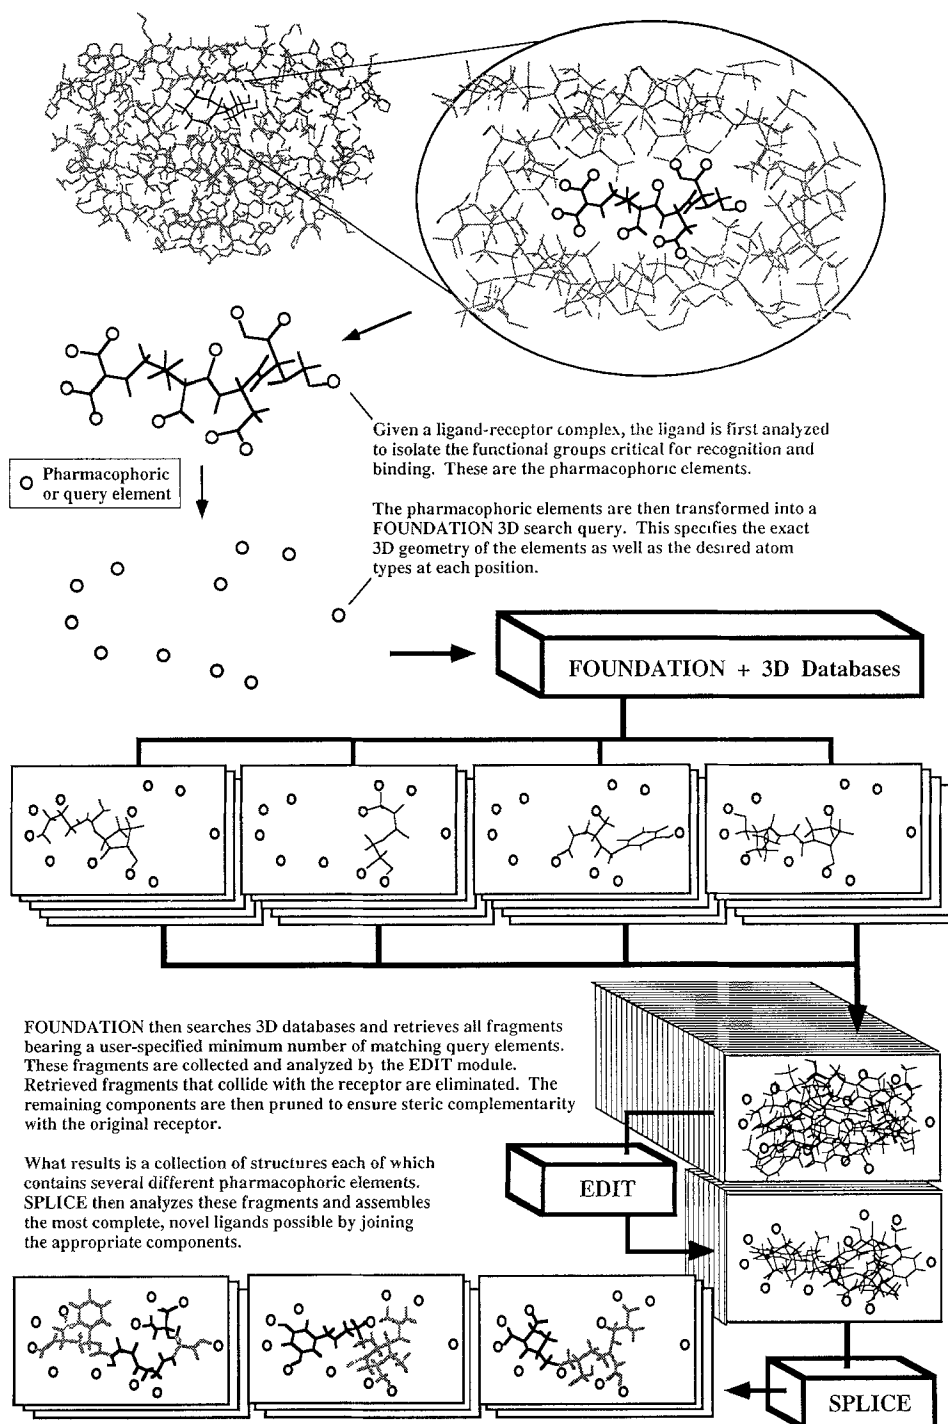 Given a ligand-receptor complex, the ligand is first analyzed
to isolate the functional groups critical for recognition and
binding. These are the pharmacophoric elements.
Pharmacophoric
or query element
The pharmacophoric elements are then transformed into a
FOUNDATION 3D search query. This specifies the exact
3D geometry of the elements as well as the desired atom
types at each position.
FOUNDATION + 3D Databases
FOUNDATION then searches 3D databases and retrieves all fragments
bearing a user-specified minimum number of matching query elements.
These fragments are collected and analyzed by the EDIT module.
Retrieved fragments that collide with the receptor are eliminated. The
remaining components are then pruned to ensure steric complementarity
with the original receptor.
What results is a collection of structures each of which
contains several different pharmacophoric elements.
SPLICE then analyzes these fragments and assembles
the most complete, novel ligands possible by joining
the appropriate components.
EDIT
SPLICE